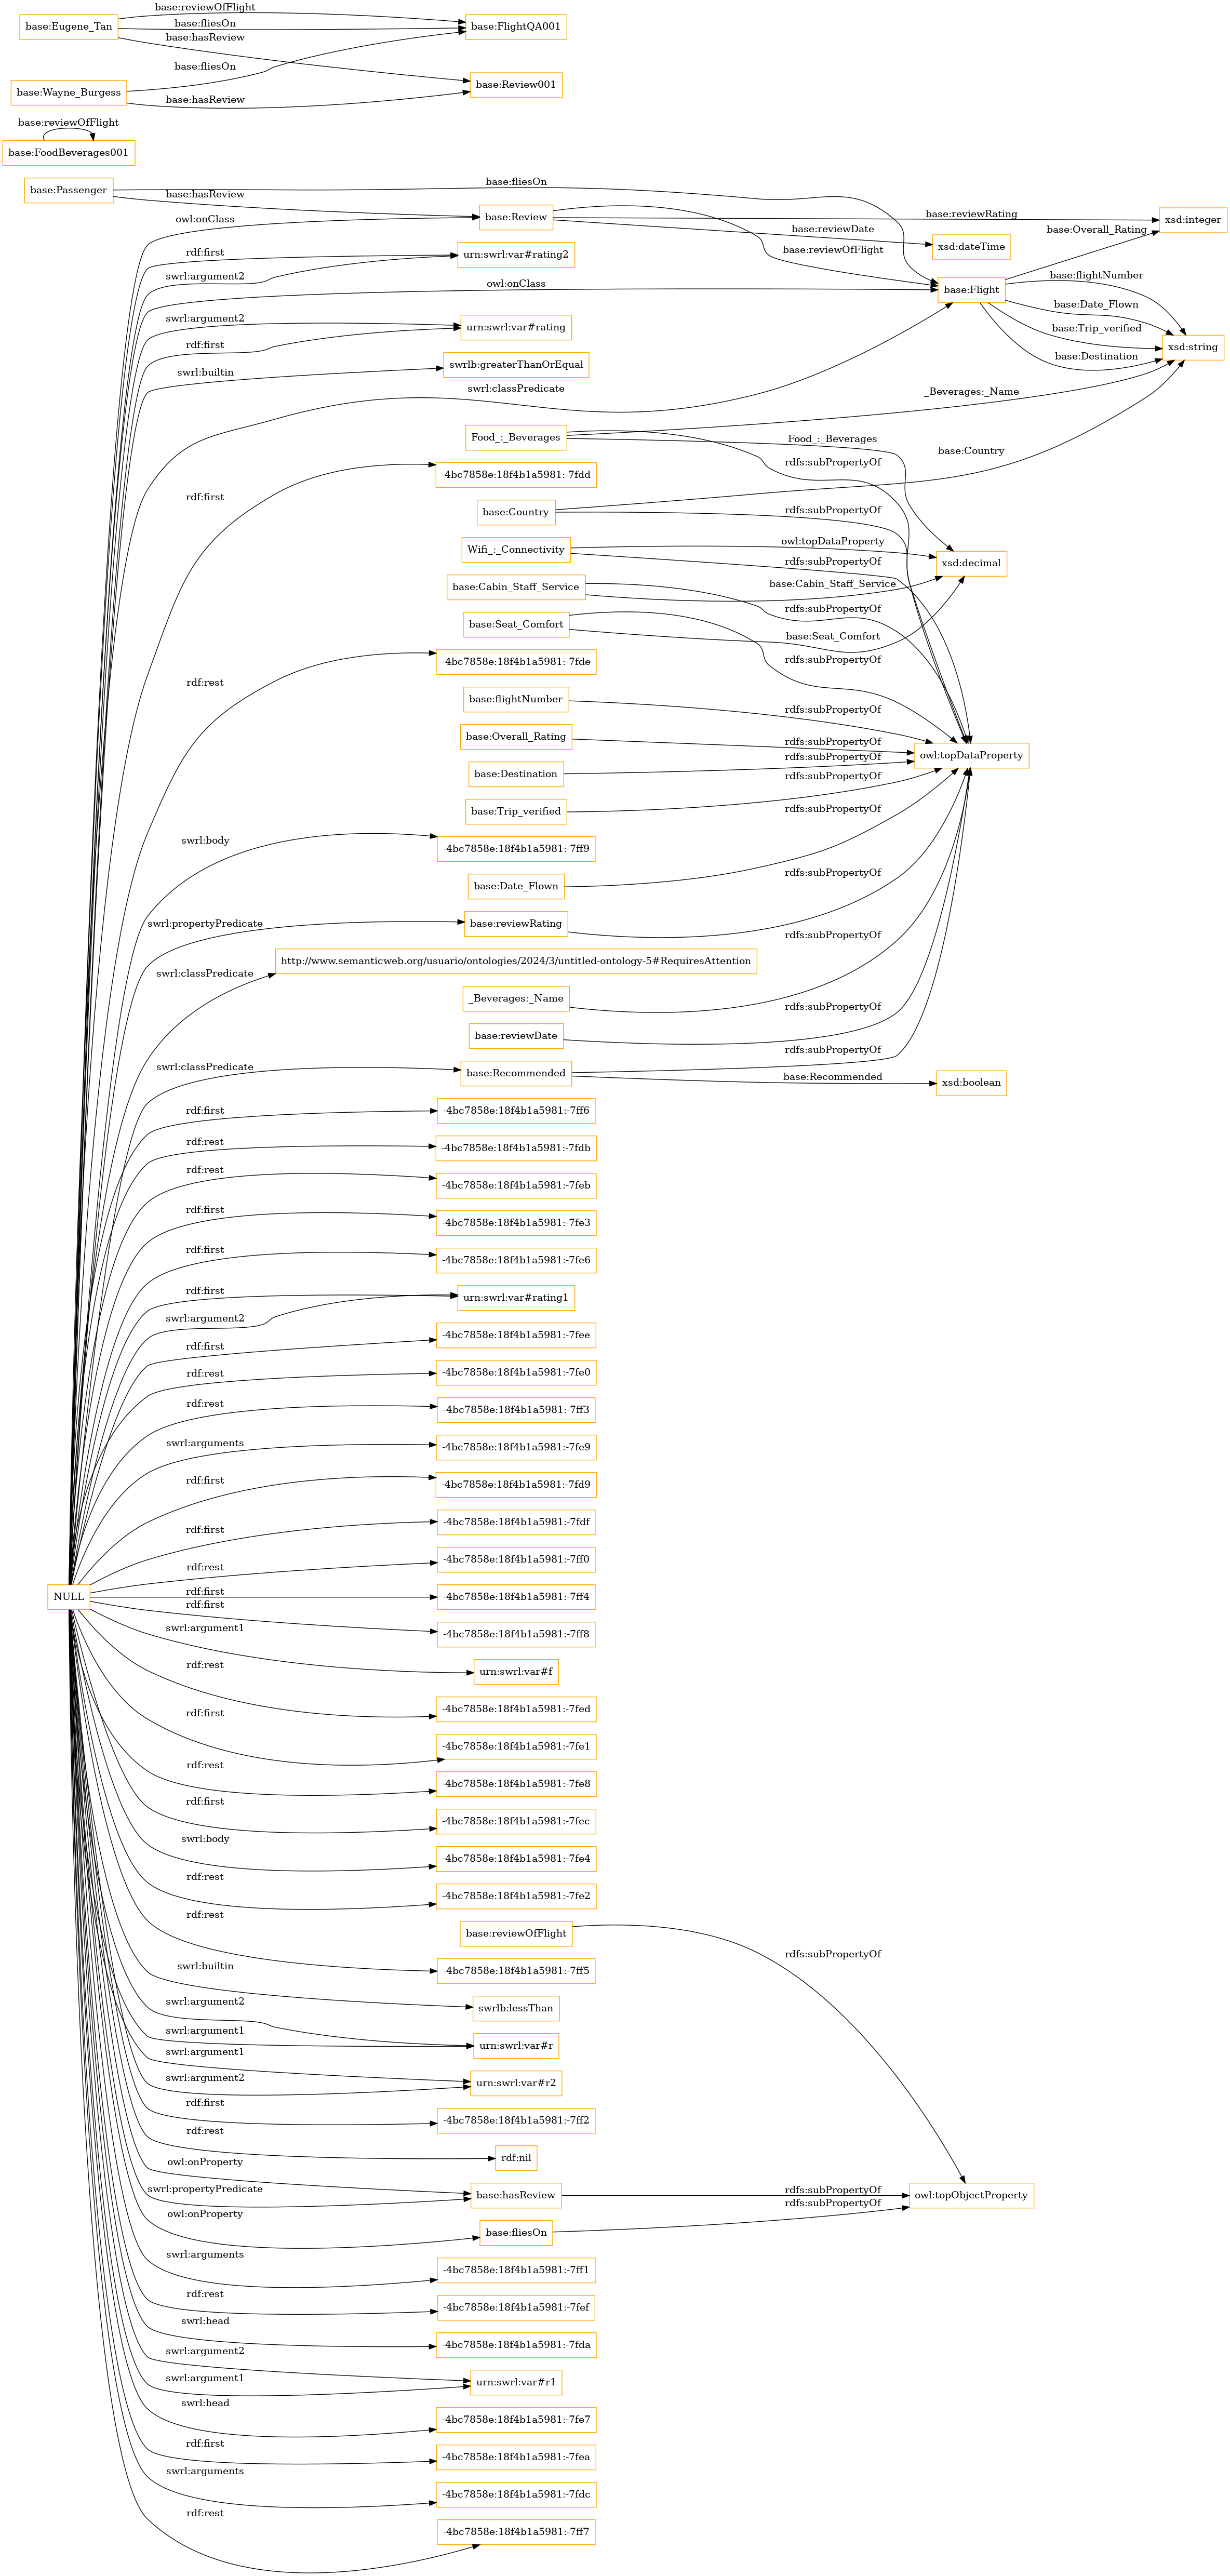 base:reviewOfFlight
base:Eugene_Tan
base:fliesOn
base:FlightQA001
base:hasReview
base:fliesOn
base:Review001
base:Wayne_Burgess
base:hasReview
base:reviewOfFlight
base:FoodBeverages001
base:Passenger
base:fliesOn
base:hasReview
owl:onClass
base:Review
base:reviewRating
xsd:integer
base:reviewDate
base:Overall_Rating
rdf:first
urn:swrl:var#rating2
xsd:dateTime
base:reviewOfFlight
swrl:argument2
base:flightNumber
owl:onClass
base:Flight
base:Date_Flown
swrl:argument2
urn:swrl:var#rating
base:Trip_verified
rdf:first
xsd:string
base:Destination
swrl:builtin
swrlb:greaterThanOrEqual
swrl:classPredicate
_Beverages:_Name
Food_:_Beverages
Food_:_Beverages
base:Country
rdfs:subPropertyOf
-4bc7858e:18f4b1a5981:-7fdd
rdf:first
base:Country
rdfs:subPropertyOf
owl:topDataProperty
Wifi_:_Connectivity
rdfs:subPropertyOf
xsd:decimal
base:Cabin_Staff_Service
base:Cabin_Staff_Service
rdfs:subPropertyOf
base:Seat_Comfort
base:Seat_Comfort
-4bc7858e:18f4b1a5981:-7fde
rdfs:subPropertyOf
rdf:rest
base:flightNumber
rdfs:subPropertyOf
base:Overall_Rating
rdfs:subPropertyOf
owl:topDataProperty
rdfs:subPropertyOf
base:Destination
rdfs:subPropertyOf
base:Trip_verified
rdfs:subPropertyOf
swrl:body
-4bc7858e:18f4b1a5981:-7ff9
rdfs:subPropertyOf
base:Date_Flown
swrl:propertyPredicate
base:reviewRating
rdfs:subPropertyOf
http://www.semanticweb.org/usuario/ontologies/2024/3/untitled-ontology-5#RequiresAttention
swrl:classPredicate
_Beverages:_Name
rdfs:subPropertyOf
base:reviewDate
rdfs:subPropertyOf
swrl:classPredicate
base:Recommended
base:Recommended
xsd:boolean
rdf:first
-4bc7858e:18f4b1a5981:-7ff6
rdf:rest
-4bc7858e:18f4b1a5981:-7fdb
rdf:rest
-4bc7858e:18f4b1a5981:-7feb
rdf:first
-4bc7858e:18f4b1a5981:-7fe3
rdf:first
-4bc7858e:18f4b1a5981:-7fe6
rdf:first
urn:swrl:var#rating1
swrl:argument2
-4bc7858e:18f4b1a5981:-7fee
rdf:first
rdf:rest
-4bc7858e:18f4b1a5981:-7fe0
rdf:rest
-4bc7858e:18f4b1a5981:-7ff3
swrl:arguments
-4bc7858e:18f4b1a5981:-7fe9
rdf:first
-4bc7858e:18f4b1a5981:-7fd9
rdf:first
-4bc7858e:18f4b1a5981:-7fdf
rdf:rest
-4bc7858e:18f4b1a5981:-7ff0
NULL
rdf:first
-4bc7858e:18f4b1a5981:-7ff4
rdf:first
swrl:argument1
-4bc7858e:18f4b1a5981:-7ff8
rdf:rest
urn:swrl:var#f
-4bc7858e:18f4b1a5981:-7fed
rdf:first
-4bc7858e:18f4b1a5981:-7fe1
rdf:rest
-4bc7858e:18f4b1a5981:-7fe8
rdf:first
-4bc7858e:18f4b1a5981:-7fec
swrl:body
-4bc7858e:18f4b1a5981:-7fe4
rdf:rest
-4bc7858e:18f4b1a5981:-7fe2
rdf:rest
base:reviewOfFlight
rdfs:subPropertyOf
swrl:builtin
-4bc7858e:18f4b1a5981:-7ff5
swrl:argument2
swrlb:lessThan
swrl:argument1
urn:swrl:var#r
swrl:argument1
swrl:argument2
urn:swrl:var#r2
rdf:first
-4bc7858e:18f4b1a5981:-7ff2
rdf:rest
rdf:nil
owl:onProperty
swrl:propertyPredicate
base:hasReview
rdfs:subPropertyOf
owl:topObjectProperty
rdfs:subPropertyOf
owl:onProperty
base:fliesOn
swrl:arguments
-4bc7858e:18f4b1a5981:-7ff1
rdf:rest
-4bc7858e:18f4b1a5981:-7fef
swrl:head
-4bc7858e:18f4b1a5981:-7fda
swrl:argument2
swrl:argument1
urn:swrl:var#r1
swrl:head
-4bc7858e:18f4b1a5981:-7fe7
rdf:first
-4bc7858e:18f4b1a5981:-7fea
swrl:arguments
-4bc7858e:18f4b1a5981:-7fdc
rdf:rest
-4bc7858e:18f4b1a5981:-7ff7